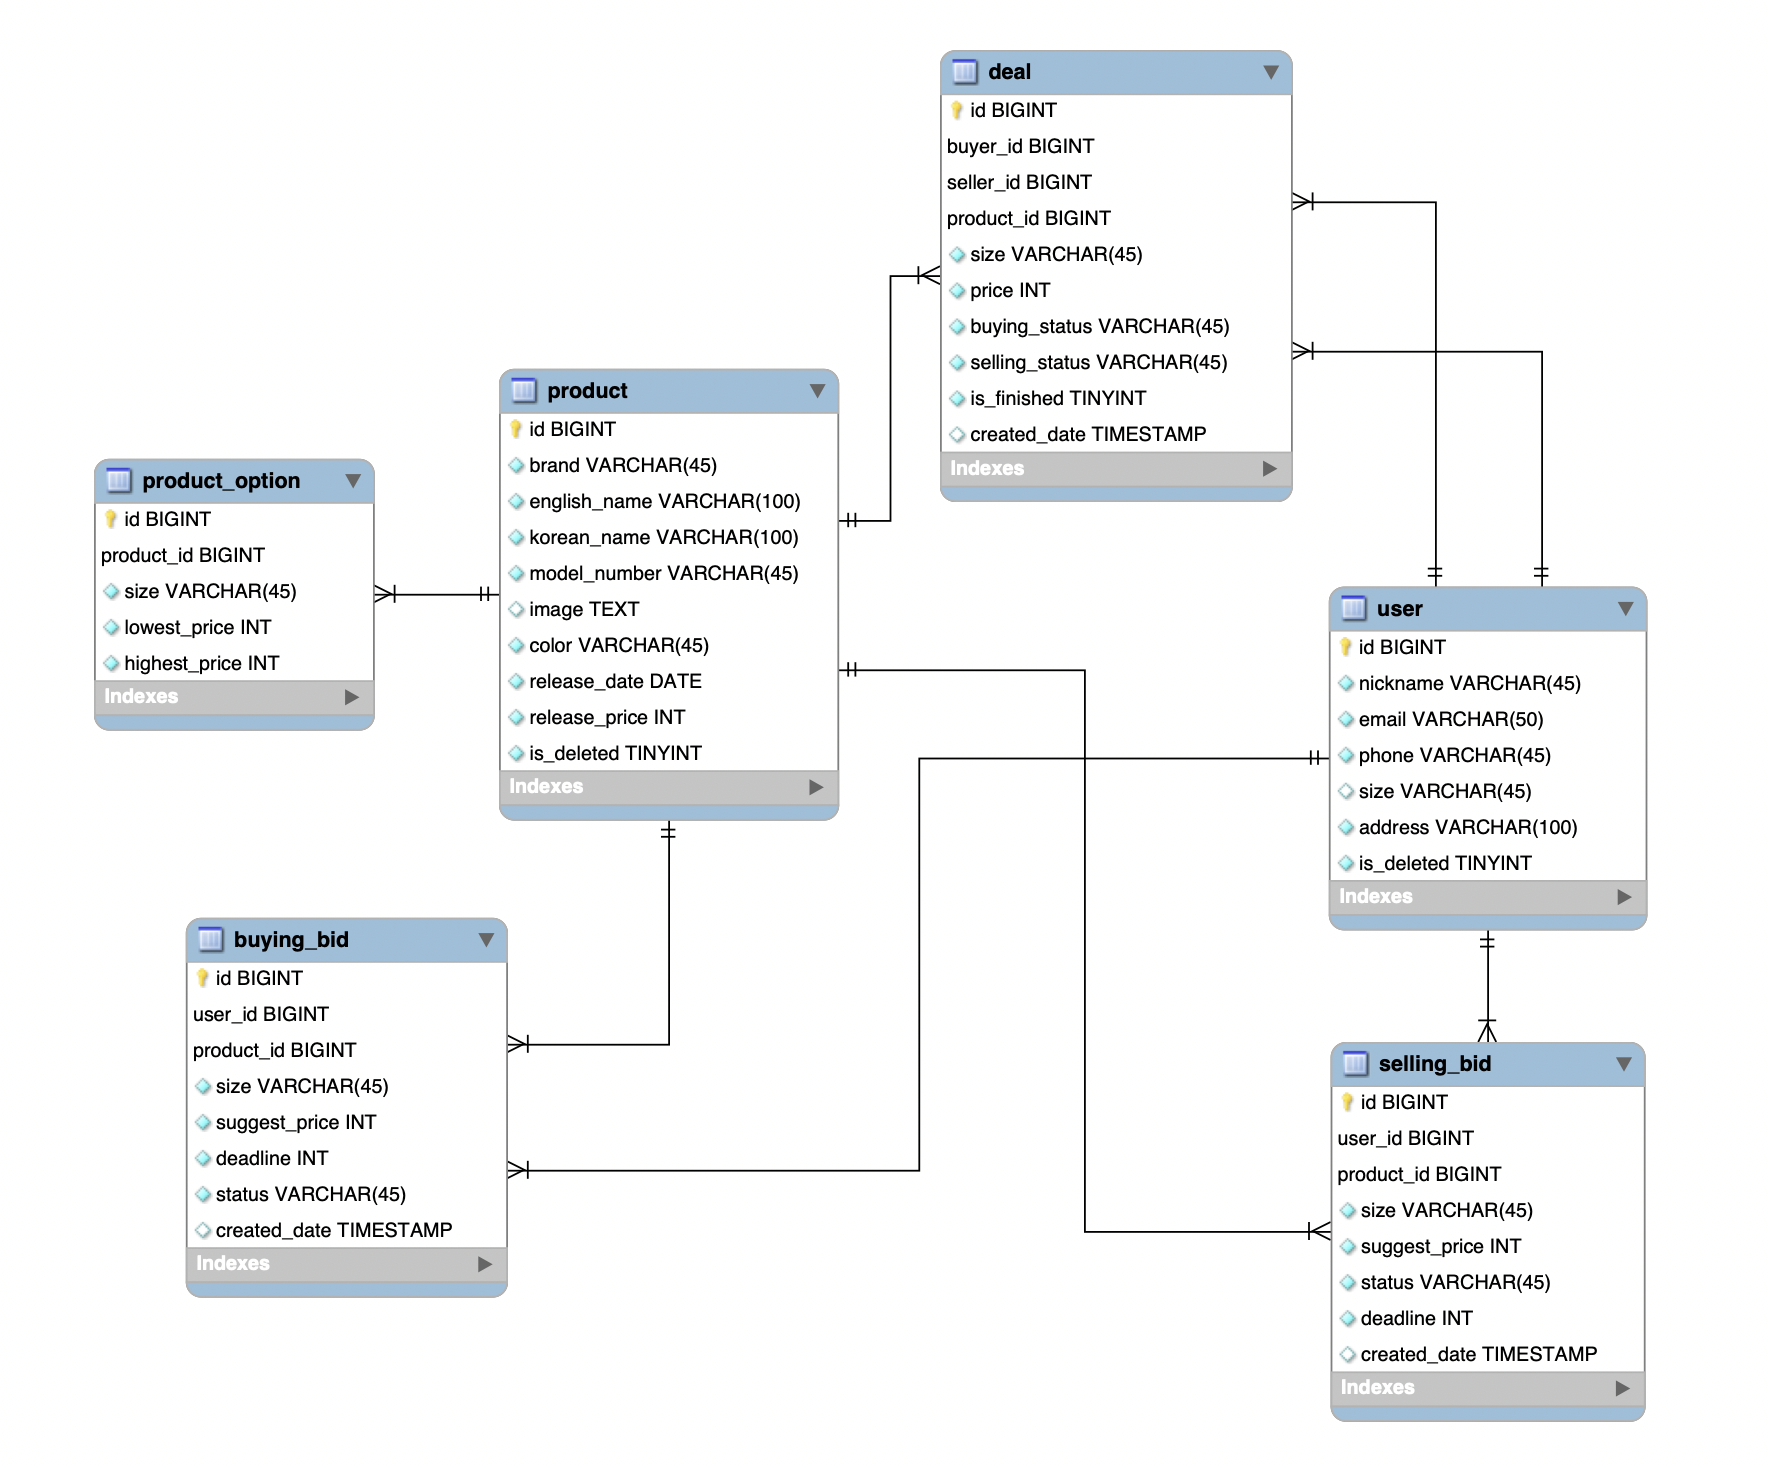 deal
id BIGINT
buyer_id BIGINT
seller_id BIGINT
product_id BIGINT
size VARCHAR(45)
price INT
buying_status VARCHAR(45)
selling_status VARCHAR(45)
is_finished TINYINT
created_date TIMESTAMP
Indexes
product
id BIGINT
brand VARCHAR(45)
english_name VARCHAR(100)
korean_name VARCHAR(100)
model_number VARCHAR(45)
image TEXT
color VARCHAR(45)
release_date DATE
release_price INT
is_deleted TINYINT
Indexes
product_option
id BIGINT
product_id BIGINT
size VARCHAR(45)
lowest_price INT
highest_price INT
Indexes
user
id BIGINT
nickname VARCHAR(45)
email VARCHAR(50)
phone VARCHAR(45)
size VARCHAR(45)
address VARCHAR(100)
is_deleted TINYINT
Indexes
buying_bid
id BIGINT
user_id BIGINT
product_id BIGINT
size VARCHAR(45)
suggest_price INT
deadline INT
status VARCHAR(45)
created_date TIMESTAMP
Indexes
selling_bid
id BIGINT
user_id BIGINT
product_id BIGINT
size VARCHAR(45)
suggest_price INT
status VARCHAR(45)
deadline INT
created_date TIMESTAMP
Indexes